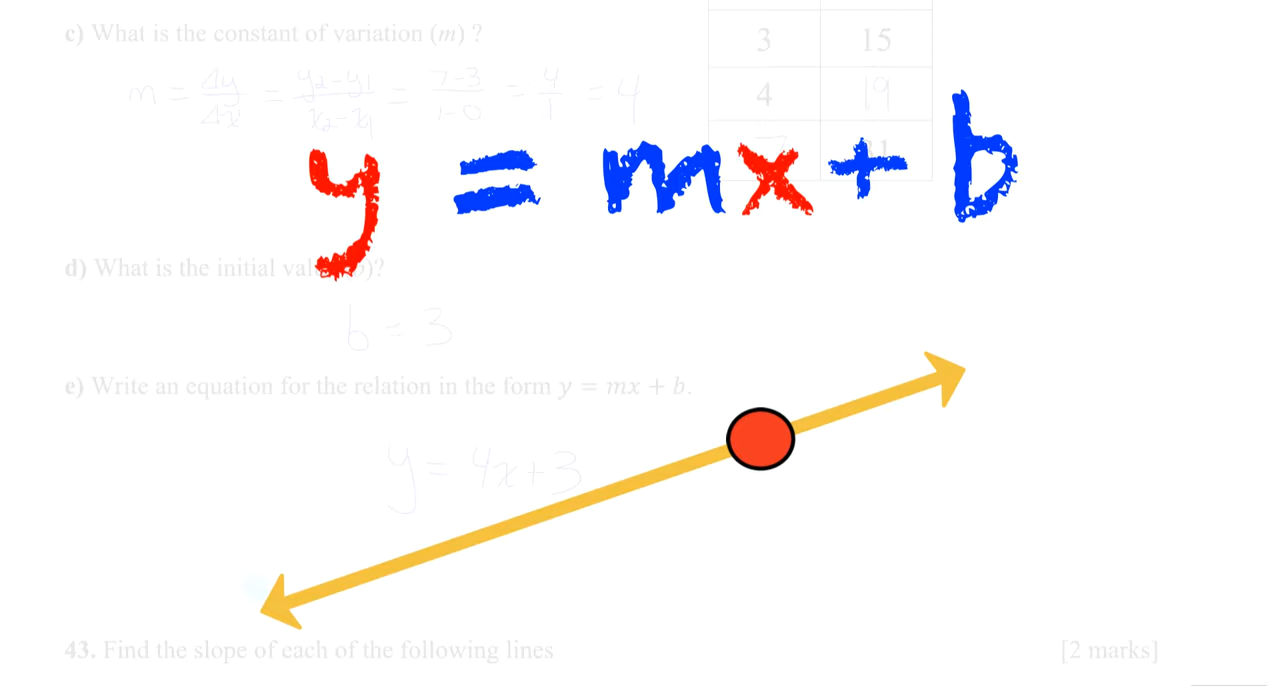 c) What is the constant of variation (m) ?
m = Δy/Δx = y₂-y₁/x₂-x₁ = 7-3/1-0 = 4/1 = 4
3 15
4 19
y = mx + b
d) What is the initial
b = 3
e) Write an equation for the relation in the form y = mx + b.
y = 4x+3
43. Find the slope of each of the following lines [2 marks]